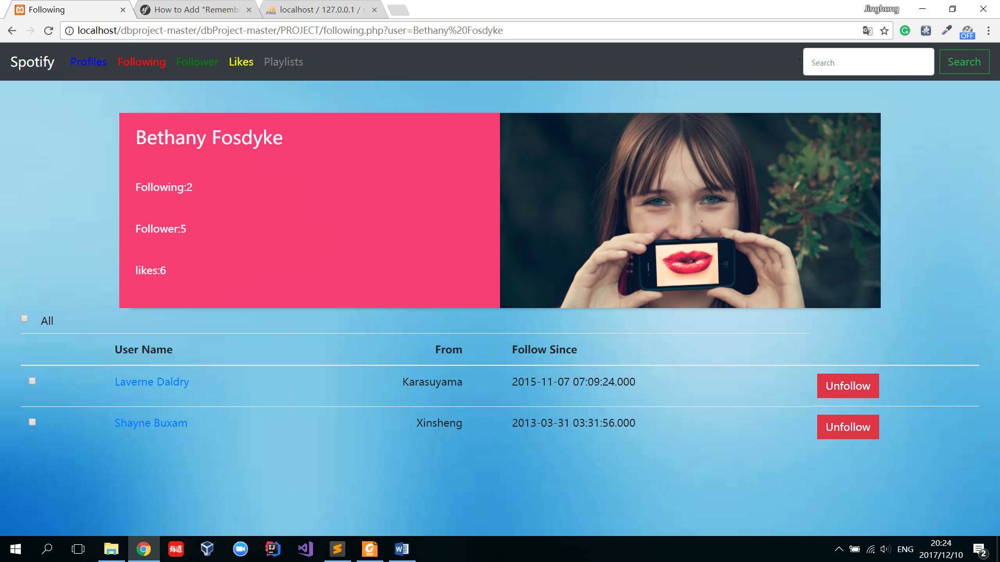 Following
How to Add "Rememb
localhost / 127.0.0.1 / s
Jinghong
localhost/dbproject-master/dbProject-master/PROJECT/following.php?user=Bethany%20Fosdyke
OFF
Spotify Profiles Following Follower Likes Playlists Search Search
Bethany Fosdyke
Following:2
Follower:5
likes:6
All
User Name From Follow Since
Laverne Daldry Karasuyama 2015-11-07 07:09:24.000 Unfollow
Shayne Buxam Xinsheng 2013-03-31 03:31:56.000 Unfollow
有道
ENG
20:24
2017/12/10
2